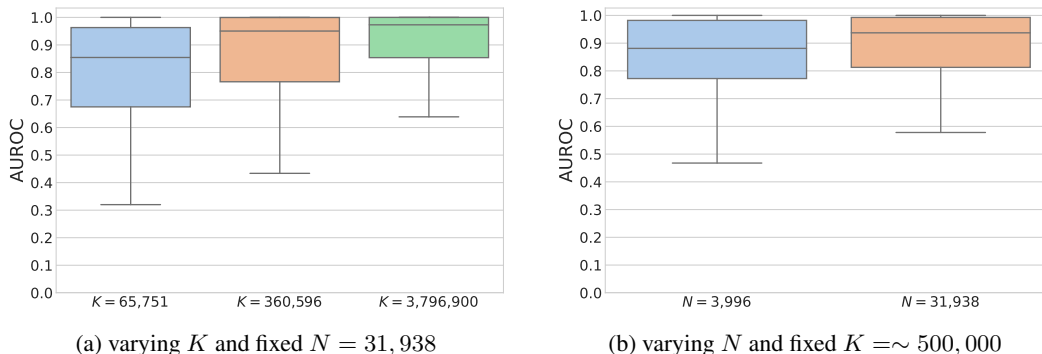 AUROC
1.0
0.9
0.8
0.7
0.6
0.5
0.4
0.3
0.2
0.1
0.0
K = 65,751
K = 360,596
K = 3,796,900
(a) varying K and fixed N = 31, 938
AUROC
1.0
0.9
0.8
0.7
0.6
0.5
0.4
0.3
0.2
0.1
0.0
N = 3,996
N = 31,938
(b) varying N and fixed K =∼ 500, 000